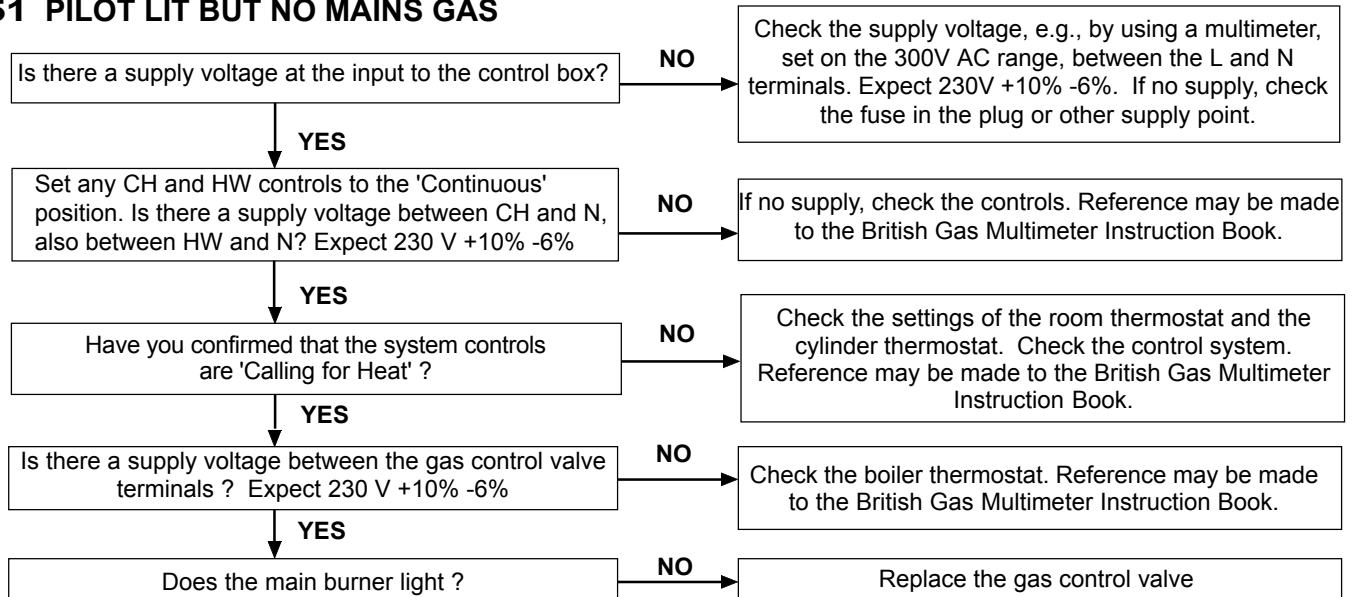 51 PILOT LIT BUT NO MAINS GAS
Is there a supply voltage at the input to the control box?
NO
Check the supply voltage, e.g., by using a multimeter,
set on the 300V AC range, between the L and N
terminals. Expect 230V +10% -6%. If no supply, check
the fuse in the plug or other supply point.
YES
Set any CH and HW controls to the 'Continuous'
position. Is there a supply voltage between CH and N,
also between HW and N? Expect 230 V +10% -6%
NO
If no supply, check the controls. Reference may be made
to the British Gas Multimeter Instruction Book.
YES
Have you confirmed that the system controls
are 'Calling for Heat' ?
NO
Check the settings of the room thermostat and the
cylinder thermostat. Check the control system.
Reference may be made to the British Gas Multimeter
Instruction Book.
YES
Is there a supply voltage between the gas control valve
terminals ? Expect 230 V +10% -6%
NO
Check the boiler thermostat. Reference may be made
to the British Gas Multimeter Instruction Book.
YES
Does the main burner light ?
NO
Replace the gas control valve